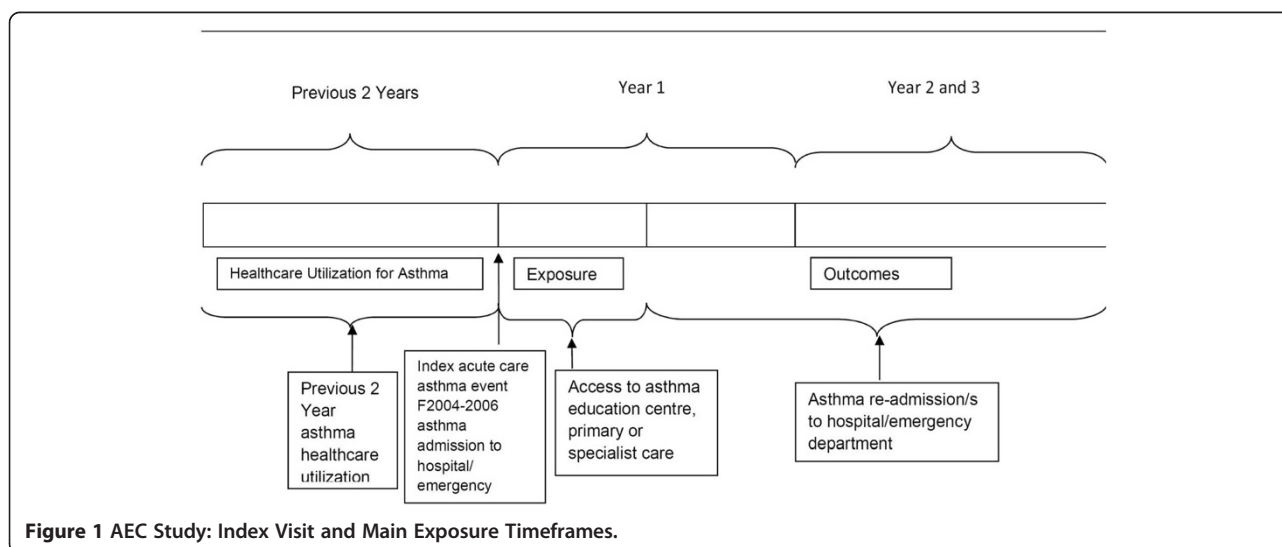 Previous 2 Years
Year 1
Year 2 and 3
Healthcare Utilization for Asthma
Exposure
Outcomes
Previous 2
Year
asthma
healthcare
utilization
Index acute care
asthma event
F2004-2006
asthma
admission to
hospital/
emergency
Access to asthma
education centre,
primary or
specialist care
Asthma re-admission/s
to hospital/emergency
department
Figure 1 AEC Study: Index Visit and Main Exposure Timeframes.